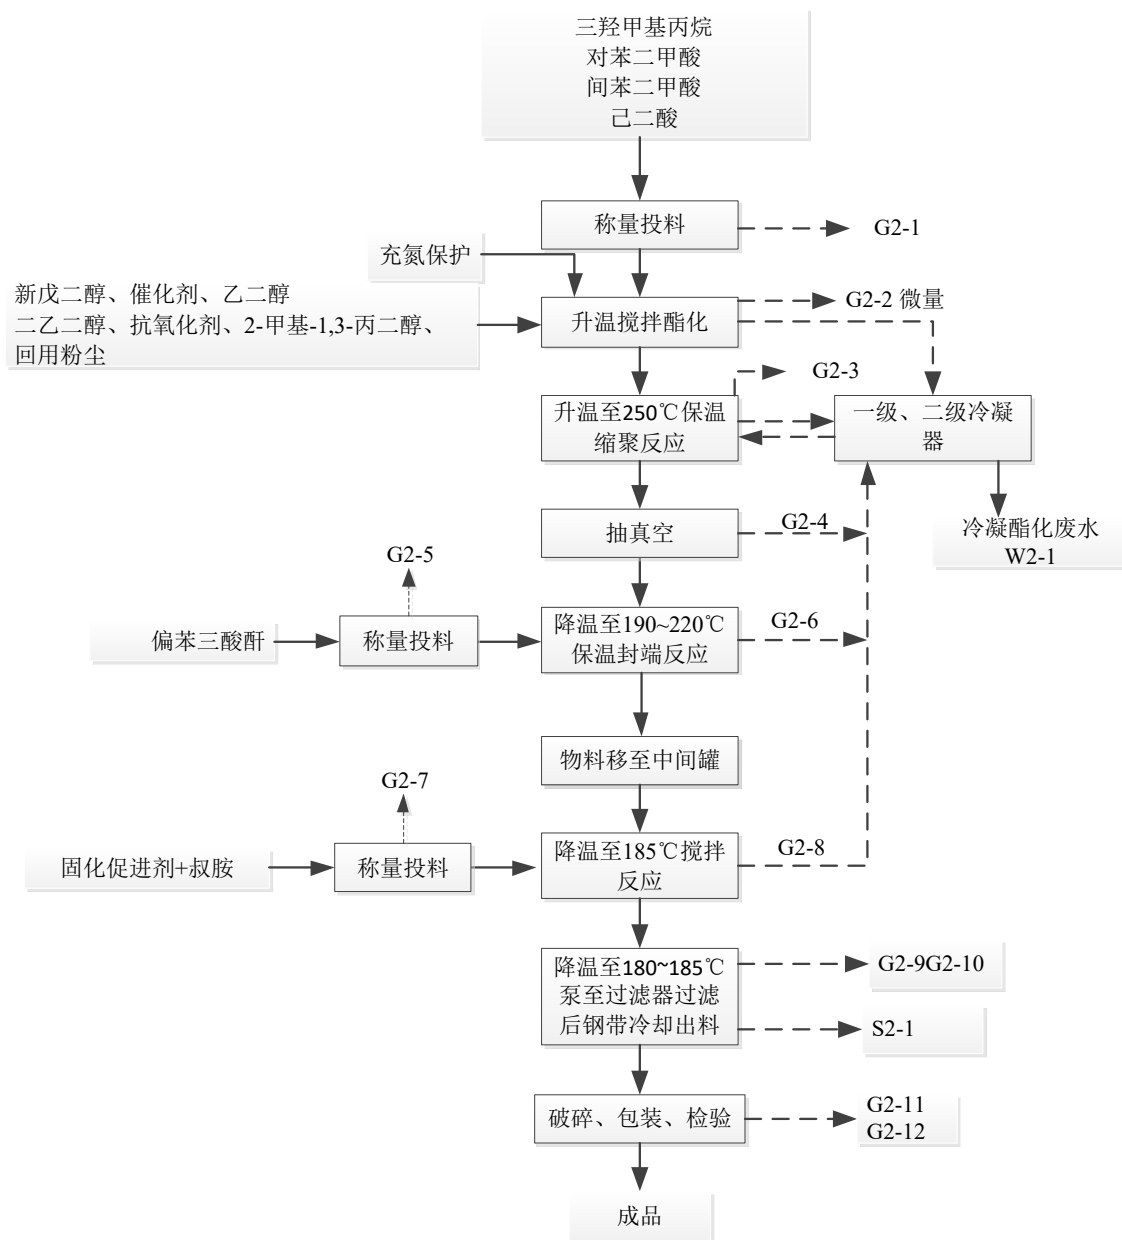 三羟甲基丙烷
对苯二甲酸
间苯二甲酸
己二酸
称量投料
G2-1
充氮保护
新戊二醇、催化剂、乙二醇
二乙二醇、抗氧化剂、2-甲基-1,3-丙二醇、
回用粉尘
升温搅拌酯化
G2-2 微量
G2-3
升温至250℃保温
缩聚反应
一级、二级冷凝
器
抽真空
G2-4
冷凝酯化废水
W2-1
G2-5
偏苯三酸酐
称量投料
降温至190~220℃
保温封端反应
G2-6
物料移至中间罐
G2-7
固化促进剂+叔胺
称量投料
降温至185℃搅拌
反应
G2-8
降温至180~185℃
泵至过滤器过滤
后钢带冷却出料
G2-9G2-10
S2-1
破碎、包装、检验
G2-11
G2-12
成品